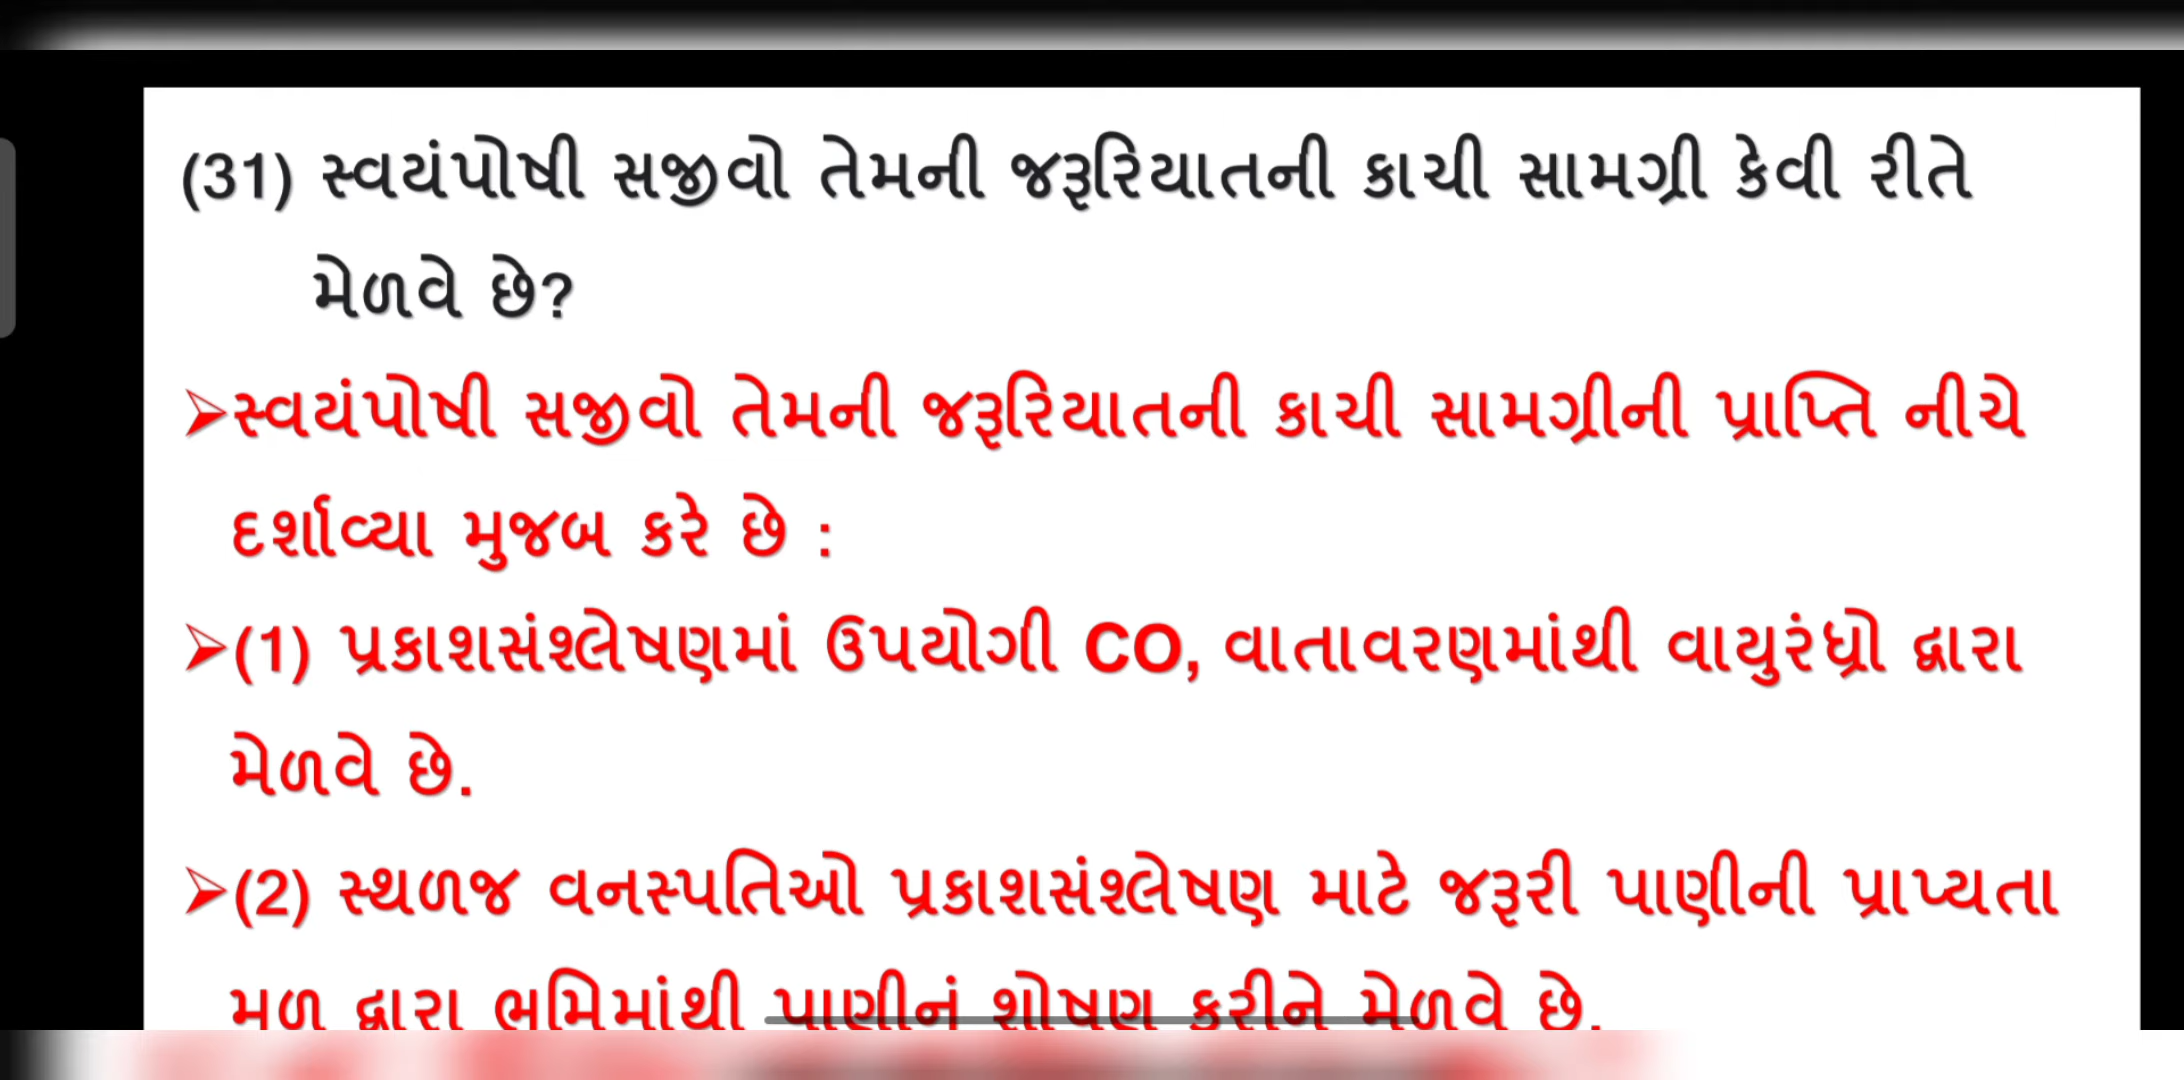 (31) સ્વયંપોષી સજીવો તેમની જરૂરિયાતની કાચી સામગ્રી કેવી રીતે
મેળવે છે?
➢સ્વયંપોષી સજીવો તેમની જરૂરિયાતની કાચી સામગ્રીની પ્રાપ્તિ નીચે
દર્શાવ્યા મુજબ કરે છે :
➢(1) પ્રકાશસંશ્લેષણમાં ઉપયોગી CO, વાતાવરણમાંથી વાયુરંધ્રો દ્વારા
મેળવે છે.
➢(2) સ્થળજ વનસ્પતિઓ પ્રકાશસંશ્લેષણ માટે જરૂરી પાણીની પ્રાપ્યતા
મૂળ દ્વારા ભૂમિમાંથી પાણીનું શોષણ કરીને મેળવે છે.